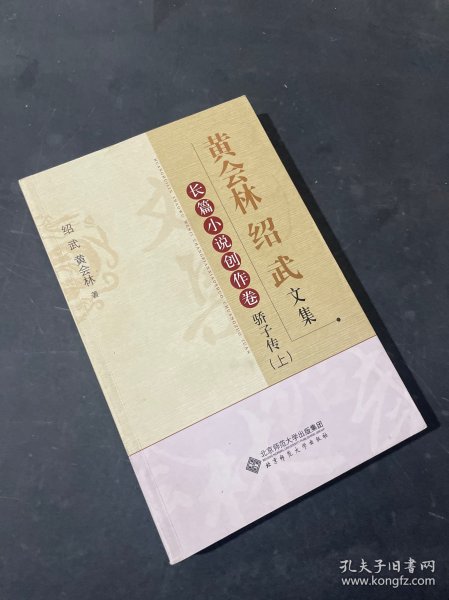 黄会林 绍武文集
长篇小说创作卷
骄子传(上)
绍武 黄会林 著
北京师范大学出版集团
北京师范大学出版社
孔夫子旧书网
www.kongfz.com